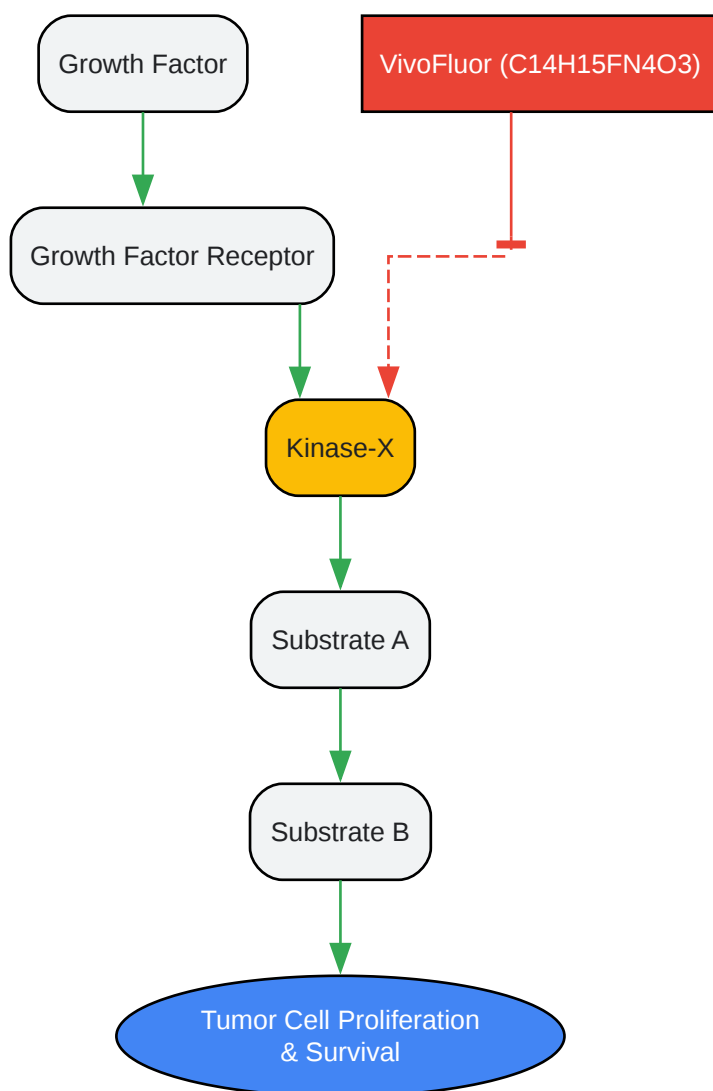 Growth Factor
VivoFluor (C14H15FN4O3)
Growth Factor Receptor
Kinase-X
Substrate A
Substrate B
Tumor Cell Proliferation
& Survival